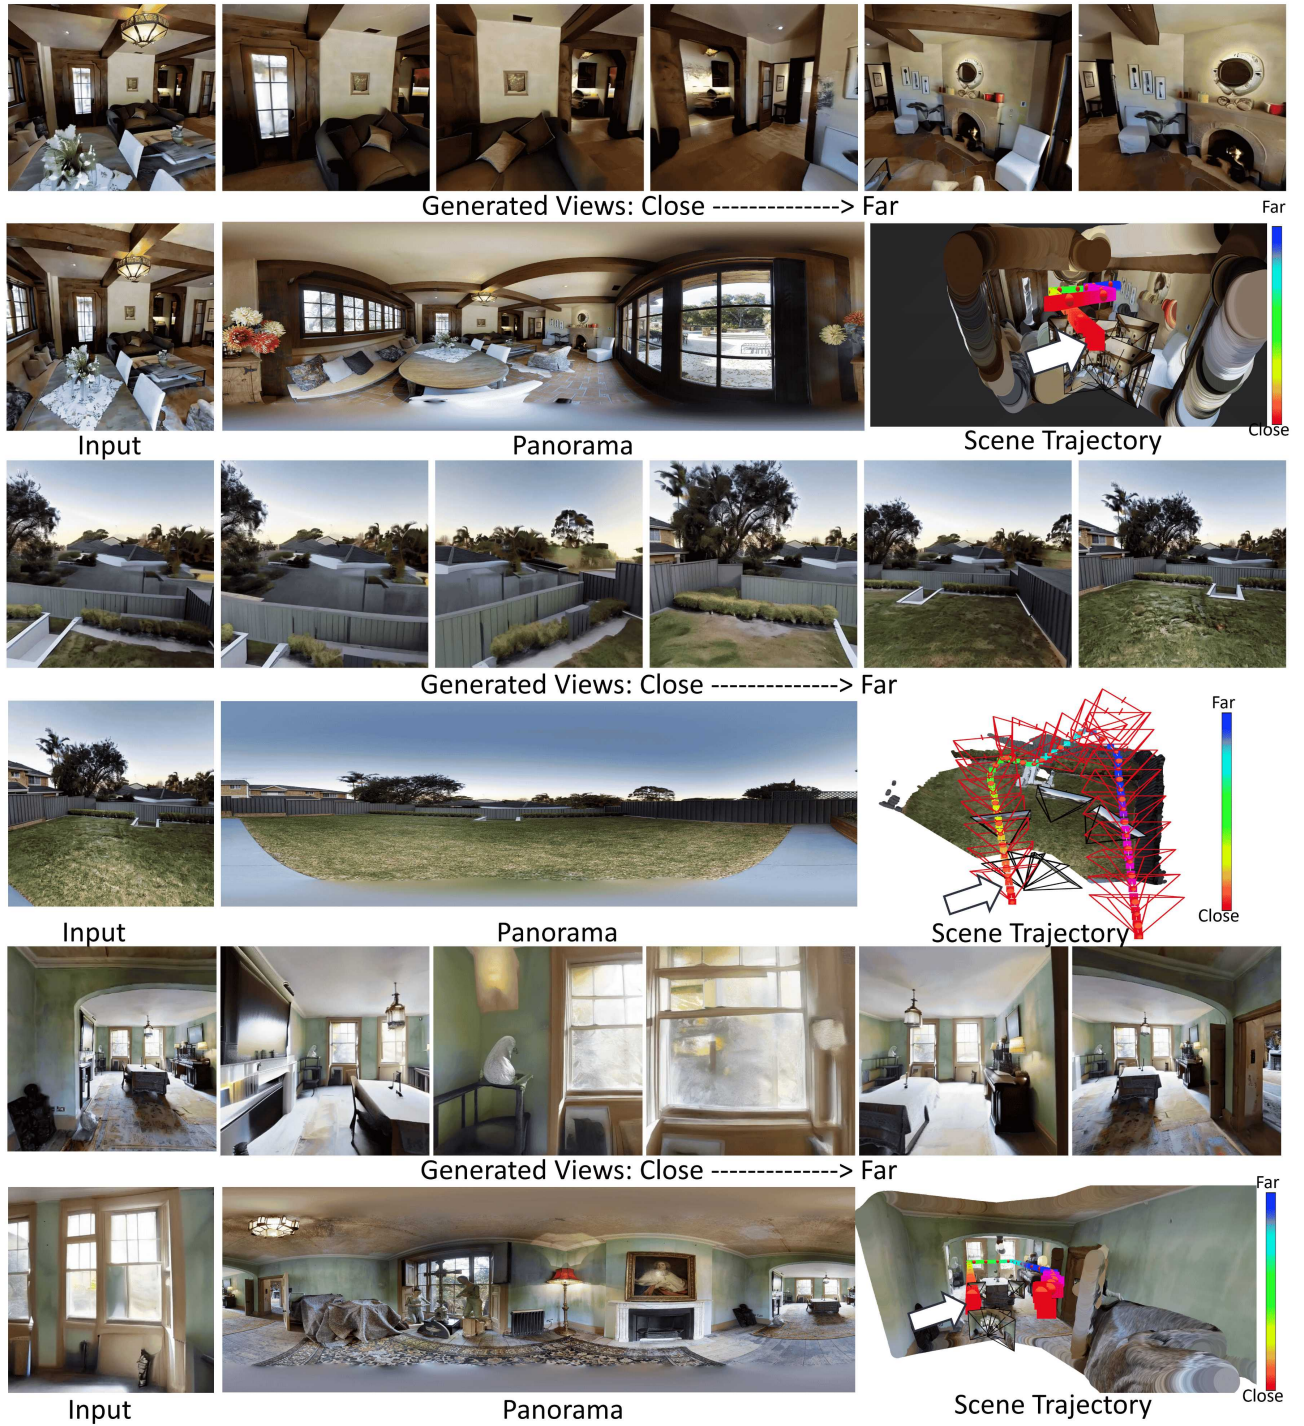 Generated Views: Close --------------> Far
Far
Close
Input
Panorama
Scene Trajectory
Generated Views: Close --------------> Far
Far
Close
Input
Panorama
Scene Trajectory
Generated Views: Close --------------> Far
Far
Close
Input
Panorama
Scene Trajectory